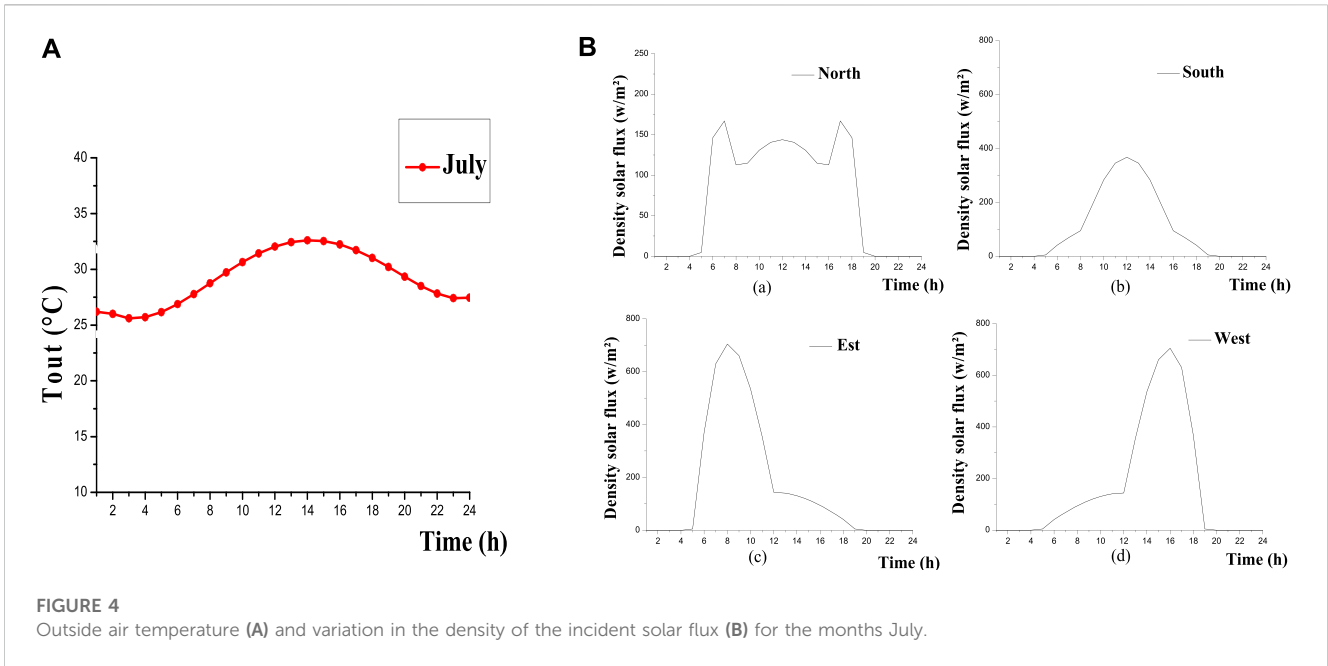 A
July
Tout (°C)
40
35
30
25
20
15
10
2 4 6 8 10 12 14 16 18 20 22 24
Time (h)
B
North
Density solar flux (w/m²)
250
200
150
100
50
0
2 4 6 8 10 12 14 16 18 20 22 24
Time (h)
(a)
South
Density solar flux (w/m²)
800
600
400
200
0
2 4 6 8 10 12 14 16 18 20 22 24
Time (h)
(b)
Est
Density solar flux (w/m²)
800
600
400
200
0
2 4 6 8 10 12 14 16 18 20 22 24
Time (h)
(c)
West
Density solar flux (w/m²)
800
600
400
200
0
2 4 6 8 10 12 14 16 18 20 22 24
Time (h)
(d)
FIGURE 4
Outside air temperature (A) and variation in the density of the incident solar flux (B) for the months July.